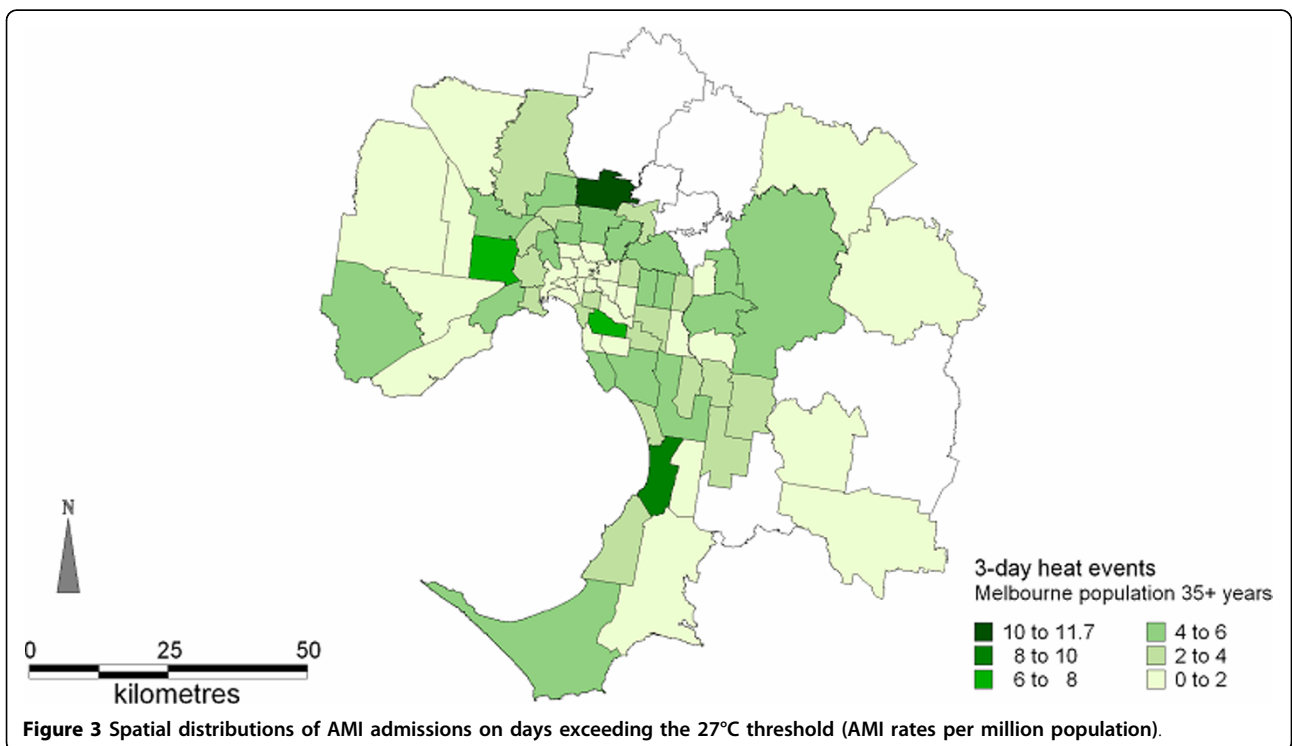 N
0 25 50
kilometres
3-day heat events
Melbourne population 35+ years
10 to 11.7
8 to 10
6 to 8
4 to 6
2 to 4
0 to 2
Figure 3 Spatial distributions of AMI admissions on days exceeding the 27°C threshold (AMI rates per million population).